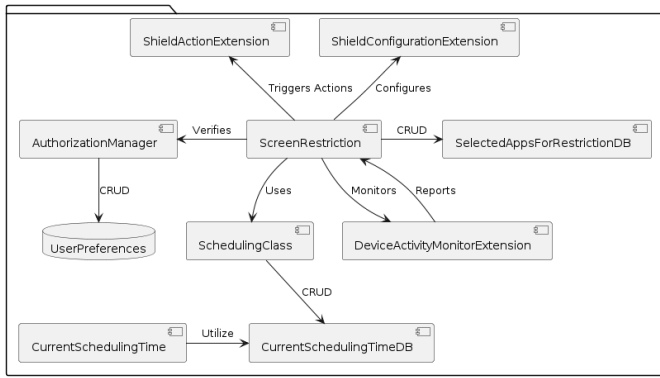 ShieldActionExtension
ShieldConfigurationExtension
Triggers Actions
Configures
AuthorizationManager
Verifies
ScreenRestriction
CRUD
SelectedAppsForRestrictionDB
CRUD
Uses
Monitors
Reports
UserPreferences
SchedulingClass
DeviceActivityMonitorExtension
CRUD
CurrentSchedulingTime
Utilize
CurrentSchedulingTimeDB